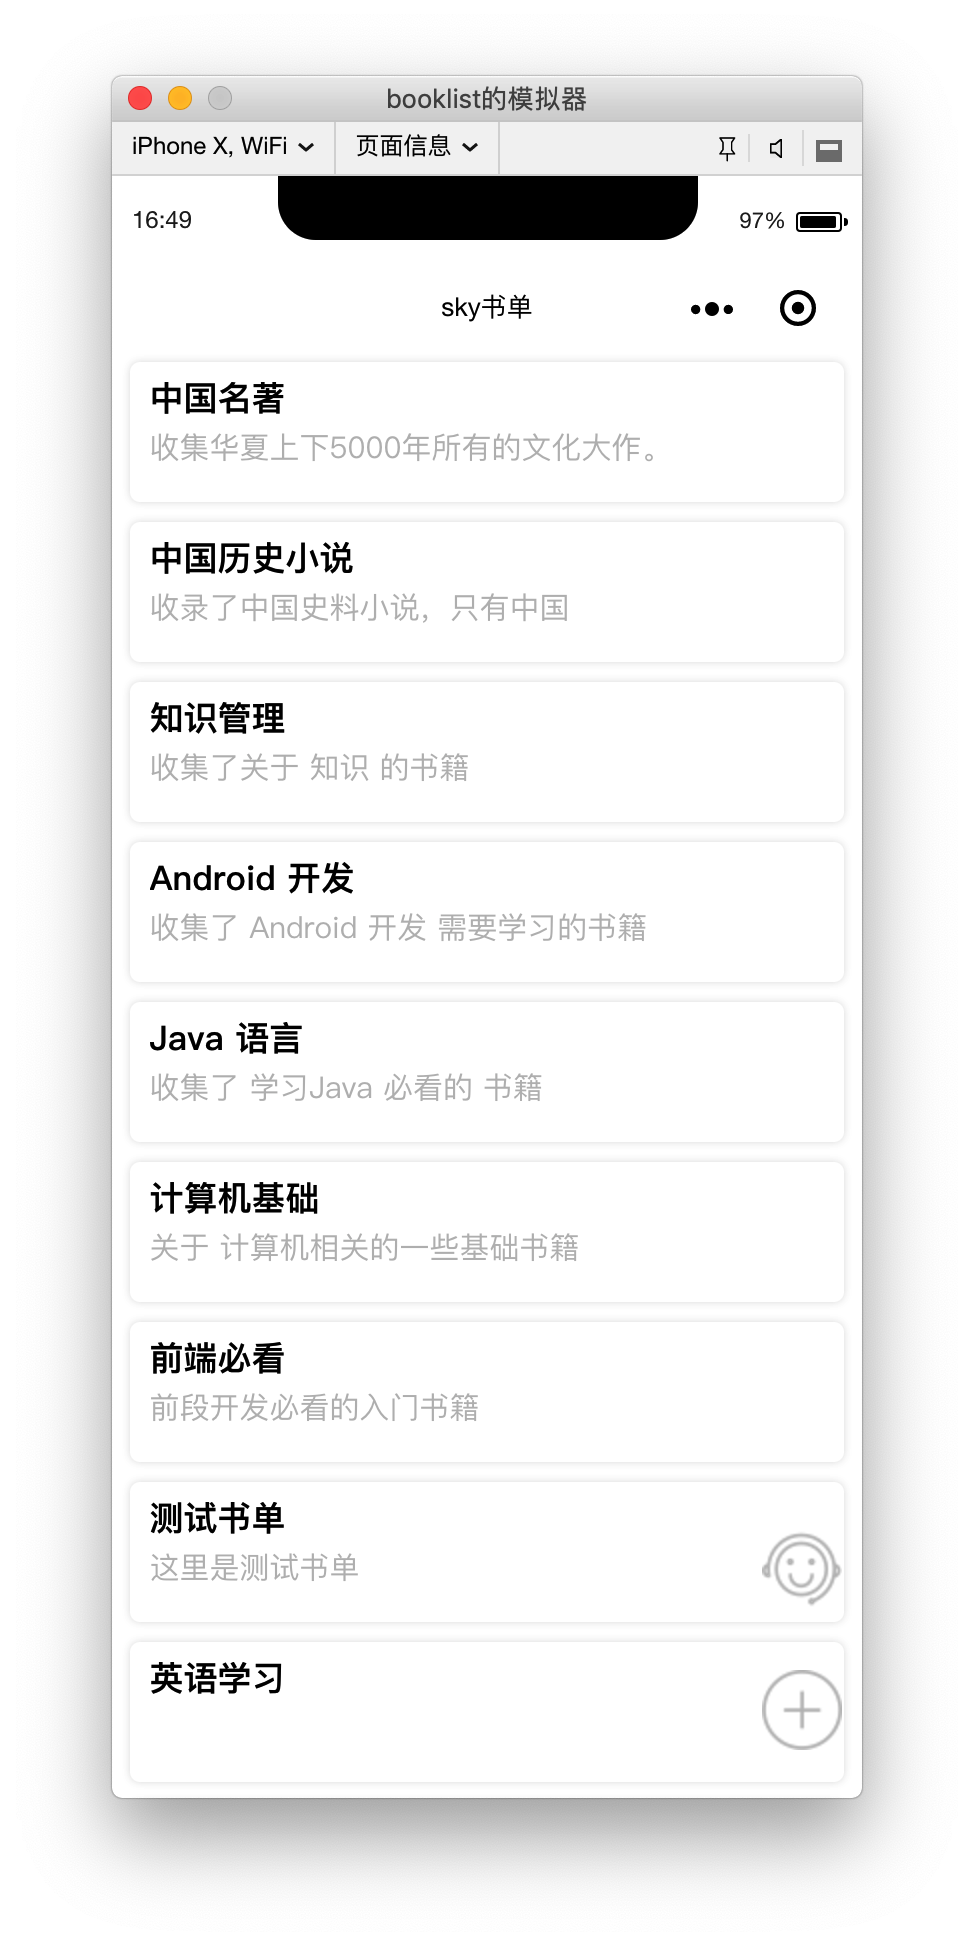 booklist的模拟器
iPhone X, WiFi 页面信息
16:49 97%
sky书单
中国名著
收集华夏上下5000年所有的文化大作。
中国历史小说
收录了中国史料小说，只有中国
知识管理
收集了关于 知识 的书籍
Android 开发
收集了 Android 开发 需要学习的书籍
Java 语言
收集了 学习Java 必看的 书籍
计算机基础
关于 计算机相关的一些基础书籍
前端必看
前段开发必看的入门书籍
测试书单
这里是测试书单
英语学习